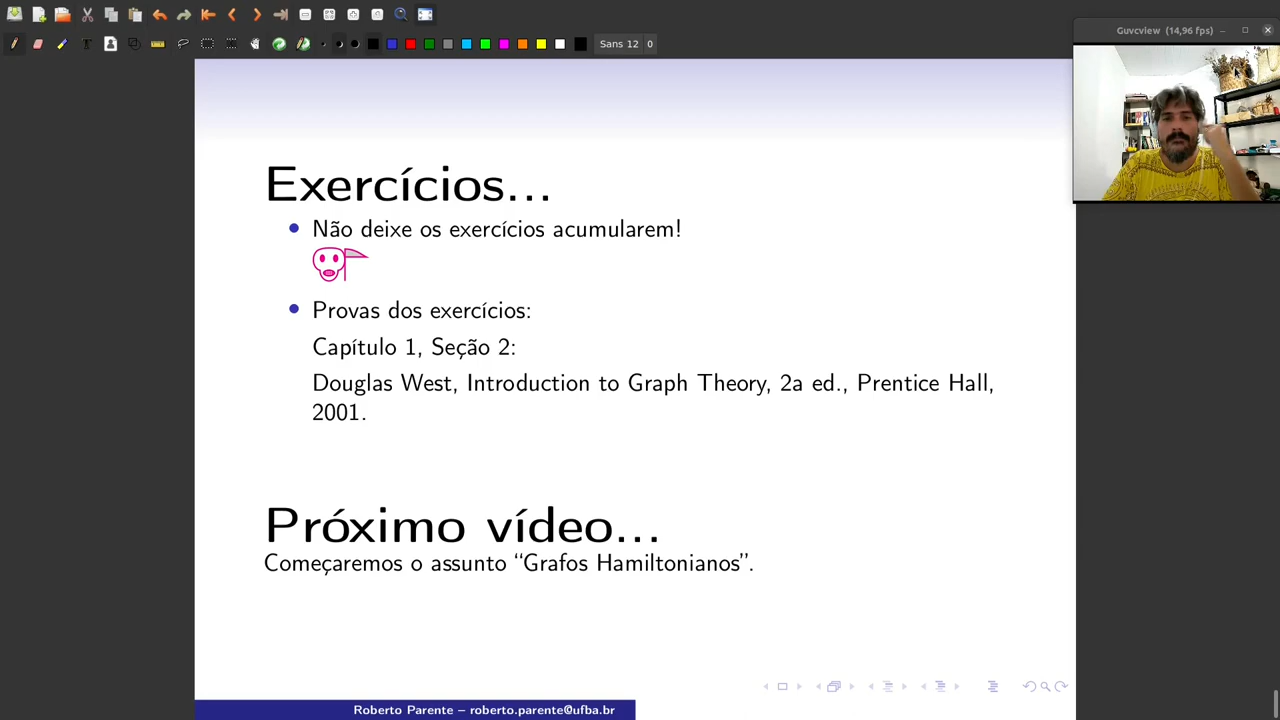 Guvcview (14,96 fps)
Sans 12 0
Exercícios...
Não deixe os exercícios acumularem!
Provas dos exercícios:
Capítulo 1, Seção 2:
Douglas West, Introduction to Graph Theory, 2a ed., Prentice Hall,
2001.
Próximo vídeo...
Começaremos o assunto “Grafos Hamiltonianos”.
Roberto Parente – roberto.parente@ufba.br